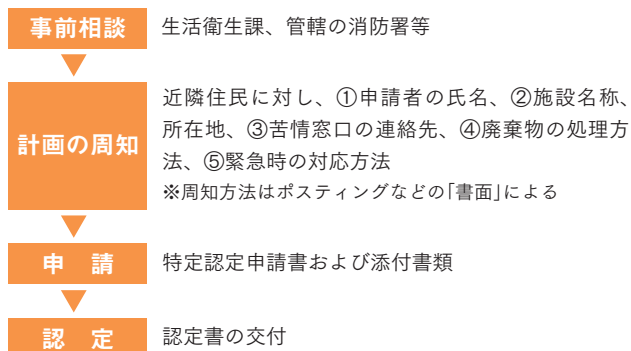 事前相談
生活衛生課、管轄の消防署等
計画の周知
近隣住民に対し、①申請者の氏名、②施設名称、
所在地、③苦情窓口の連絡先、④廃棄物の処理方
法、⑤緊急時の対応方法
※周知方法はポスティングなどの「書面」による
申　請
特定認定申請書および添付書類
認　定
認定書の交付